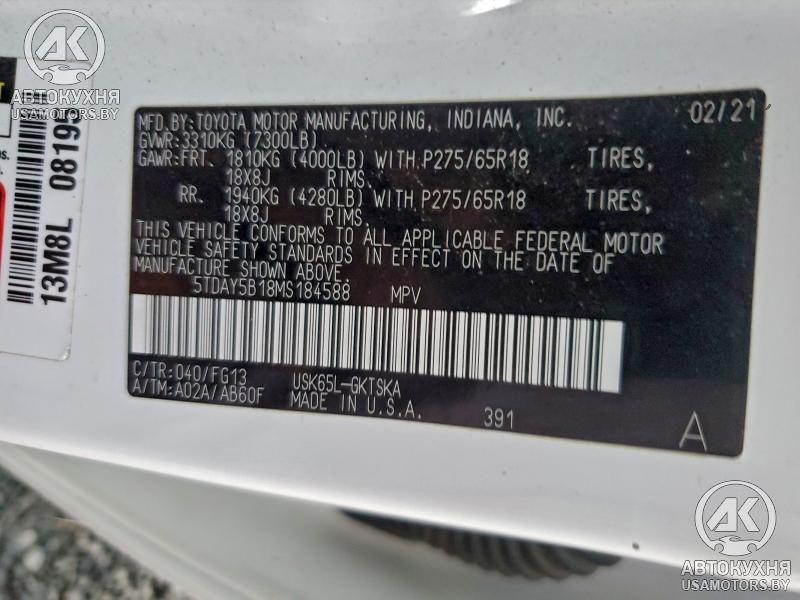 MFD.BY:TOYOTA MOTOR MANUFACTURING, INDIANA, INC. 02/21
GVWR:3310KG (7300LB)
GAWR:FRT. 1810KG (4000LB) WITH P275/65R18 TIRES,
18X8J RIMS.
RR. 1940KG (4280LB) WITH P275/65R18 TIRES,
18X8J RIMS.
THIS VEHICLE CONFORMS TO ALL APPLICABLE FEDERAL MOTOR
VEHICLE SAFETY STANDARDS IN EFFECT ON THE DATE OF
MANUFACTURE SHOWN ABOVE.
5TDAY5B18MS184588 MPV
C/TR:040/FG13 USK65L-GKTSKA
A/TM:A02A/AB60F MADE IN U.S.A. 391
A
13M8L 0819
AK
АВТОКУХНЯ
USAMOTORS.BY
AK
АВТОКУХНЯ
USAMOTORS.BY